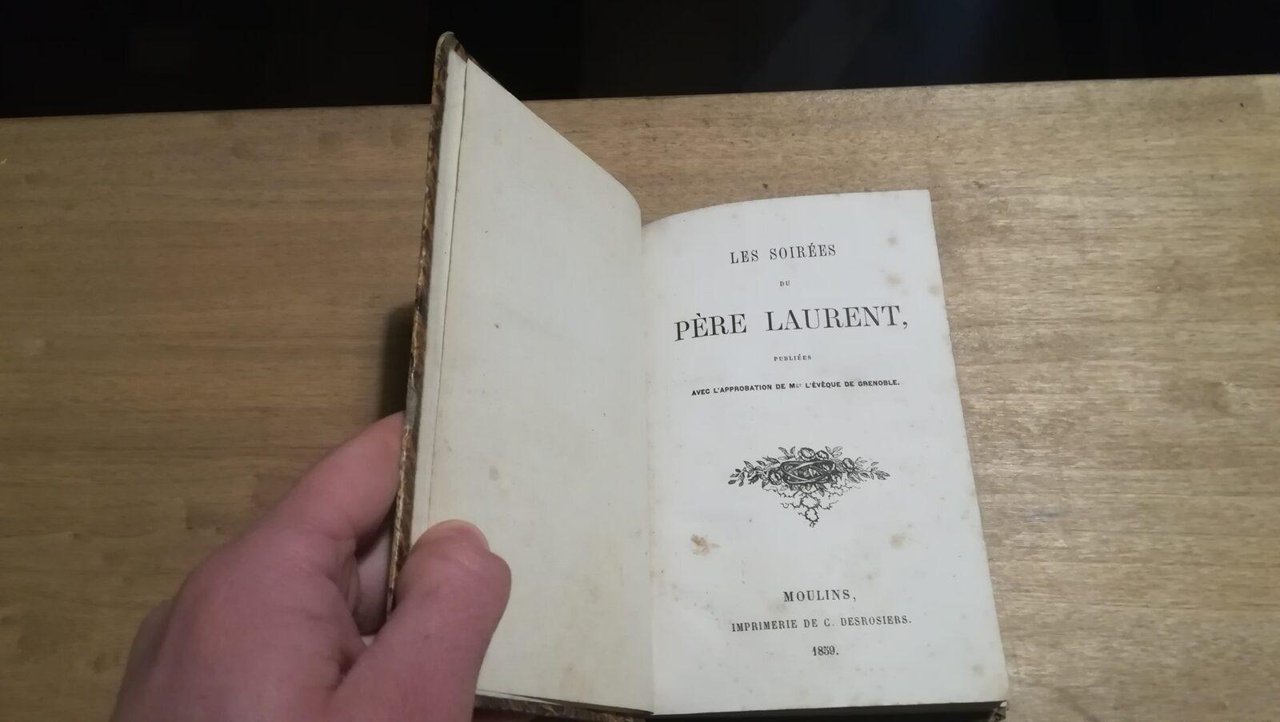 LES SOIRÉES
DU
PÈRE LAURENT,
PUBLIÉES
AVEC L'APPROBATION DE Mgr L'ÉVÊQUE DE GRENOBLE.
MOULINS,
IMPRIMERIE DE C. DESROSIERS.
1859.